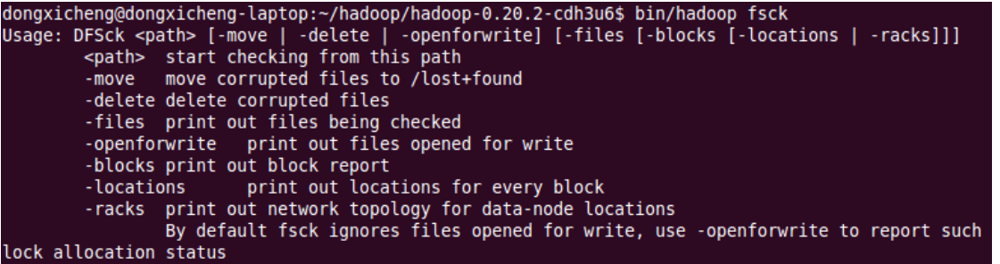 dongxicheng@dongxicheng-laptop:~/hadoop/hadoop-0.20.2-cdh3u6$ bin/hadoop fsck
Usage: DFSck <path> [-move | -delete | -openforwrite] [-files [-blocks [-locations | -racks]]]
        <path>  start checking from this path
        -move   move corrupted files to /lost+found
        -delete delete corrupted files
        -files  print out files being checked
        -openforwrite   print out files opened for write
        -blocks print out block report
        -locations      print out locations for every block
        -racks  print out network topology for data-node locations
                By default fsck ignores files opened for write, use -openforwrite to report such
lock allocation status